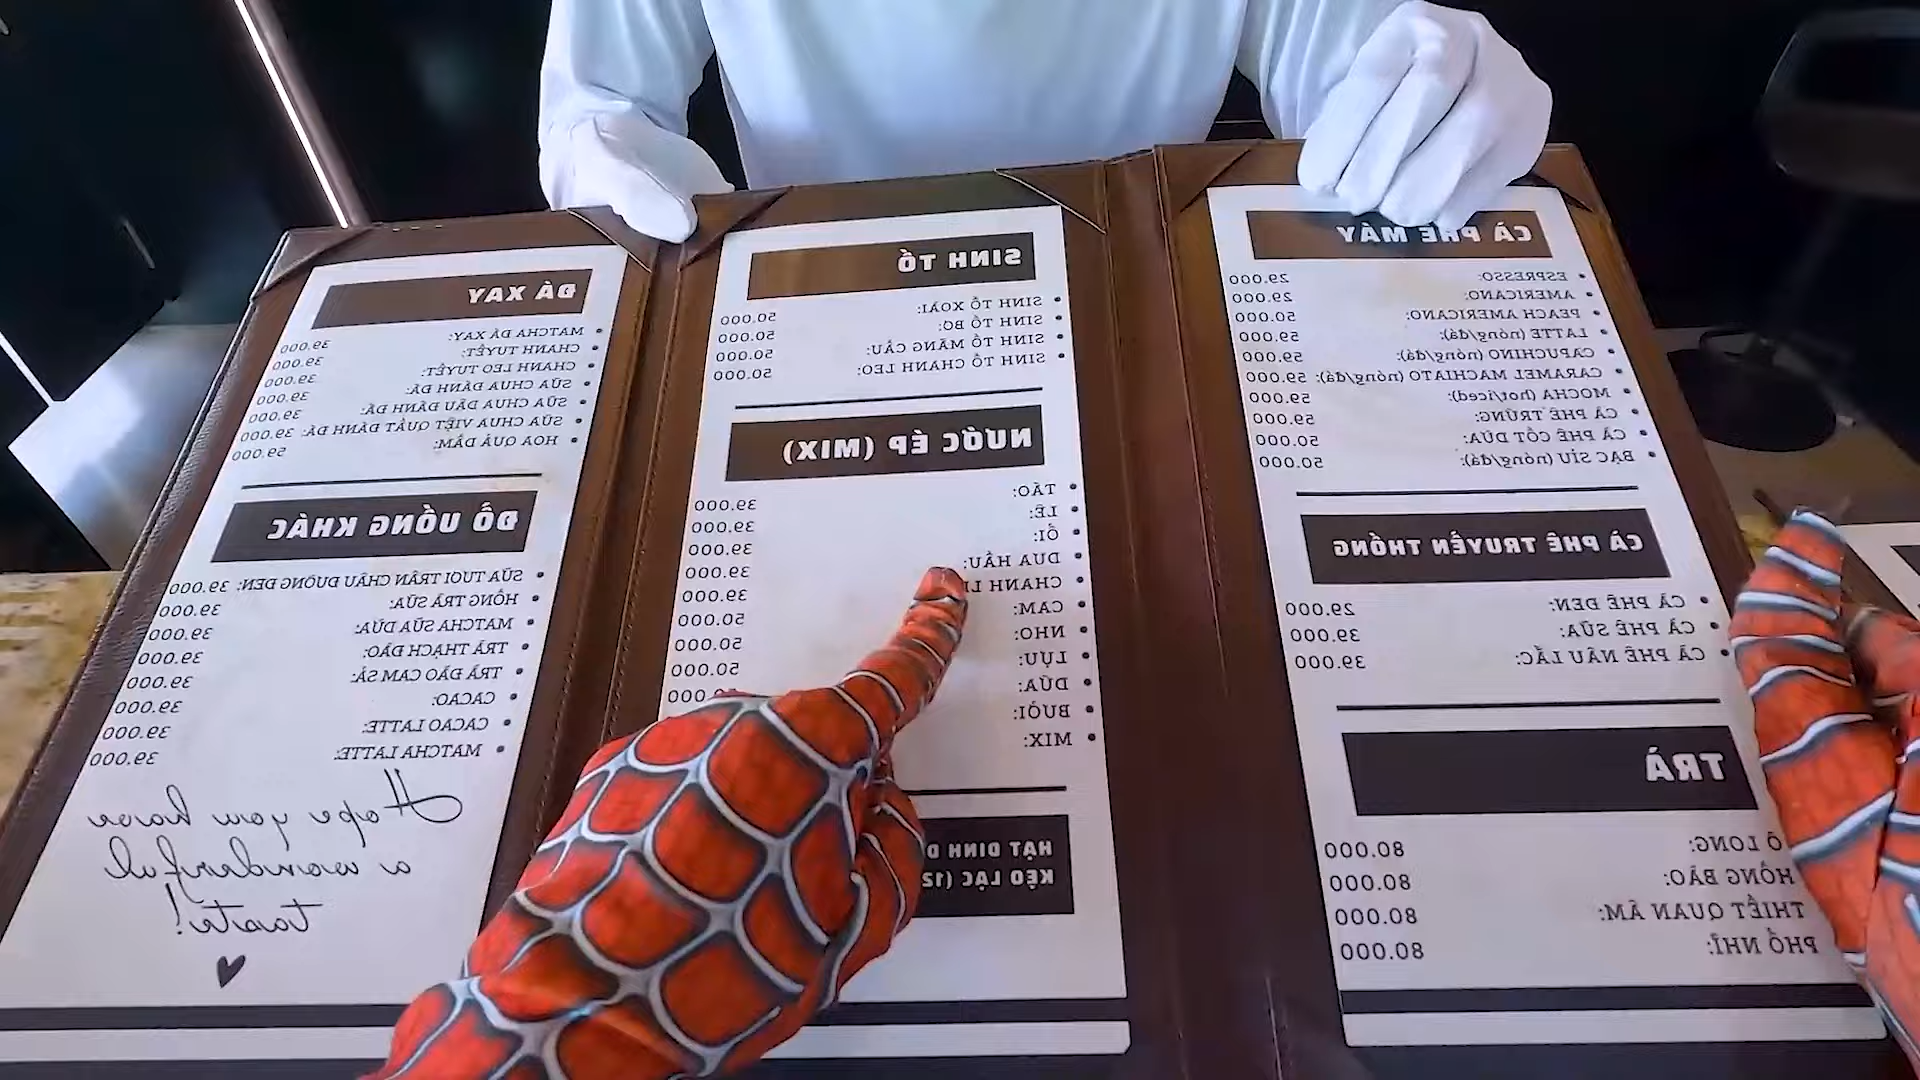 CÀ PHÊ MÁY
ESPRESSO: 29.000
AMERICANO: 29.000
PEACH AMERICANO: 50.000
LATTE (nóng/đá): 59.000
CAPUCHINO (nóng/đá): 59.000
CARAMEL MACHIATO (nóng/đá): 59.000
MOCHA (hot/iced): 59.000
CÀ PHÊ TRỨNG: 59.000
CÀ PHÊ CỐT DỪA: 50.000
BẠC SỈU (nóng/đá): 50.000
CÀ PHÊ TRUYỀN THỐNG
CÀ PHÊ ĐEN: 29.000
CÀ PHÊ SỮA: 39.000
CÀ PHÊ NÂU LẮC: 39.000
TRÀ
Ô LONG: 80.000
HỒNG BÀO: 80.000
THIẾT QUAN ÂM: 80.000
PHỔ NHĨ: 80.000
SINH TỐ
SINH TỐ XOÀI: 50.000
SINH TỐ BƠ: 50.000
SINH TỐ MÃNG CẦU: 50.000
SINH TỐ CHANH LEO: 50.000
NƯỚC ÉP (MIX)
TÁO: 39.000
LÊ: 39.000
ỔI: 39.000
DƯA HẤU: 39.000
CHANH 39.000
CAM: 50.000
NHO: 50.000
LỰU: 50.000
DỪA:
BƯỞI:
MIX:
HẠT DINH
KẸO LẠC (12
ĐÁ XAY
MATCHA ĐÁ XAY: 39.000
CHANH TUYẾT: 39.000
CHANH LEO TUYẾT: 39.000
SỮA CHUA ĐÁNH ĐÁ: 39.000
SỮA CHUA DÂU ĐÁNH ĐÁ: 39.000
SỮA CHUA VIỆT QUẤT ĐÁNH ĐÁ: 39.000
HOA QUẢ DẦM: 59.000
ĐỒ UỐNG KHÁC
SỮA TƯƠI TRÂN CHÂU ĐƯỜNG ĐEN: 39.000
HỒNG TRÀ SỮA: 39.000
MATCHA SỮA DỪA: 39.000
TRÀ THẠCH ĐÀO: 39.000
TRÀ ĐÀO CAM SẢ: 39.000
CACAO: 39.000
CACAO LATTE: 39.000
MATCHA LATTE: 39.000
Hope you have
a wonderful
taste!